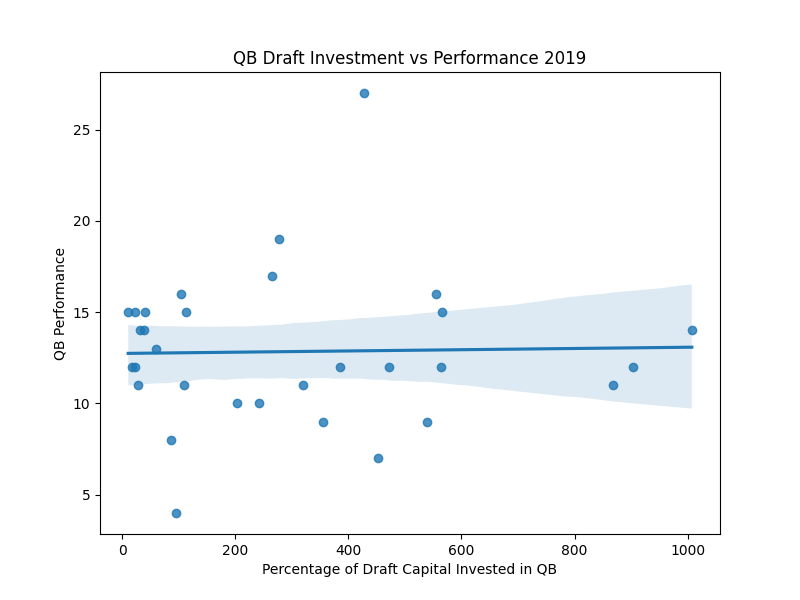 QB Draft Investment vs Performance 2019
25
20
15
10
5
QB Performance
0 200 400 600 800 1000
Percentage of Draft Capital Invested in QB